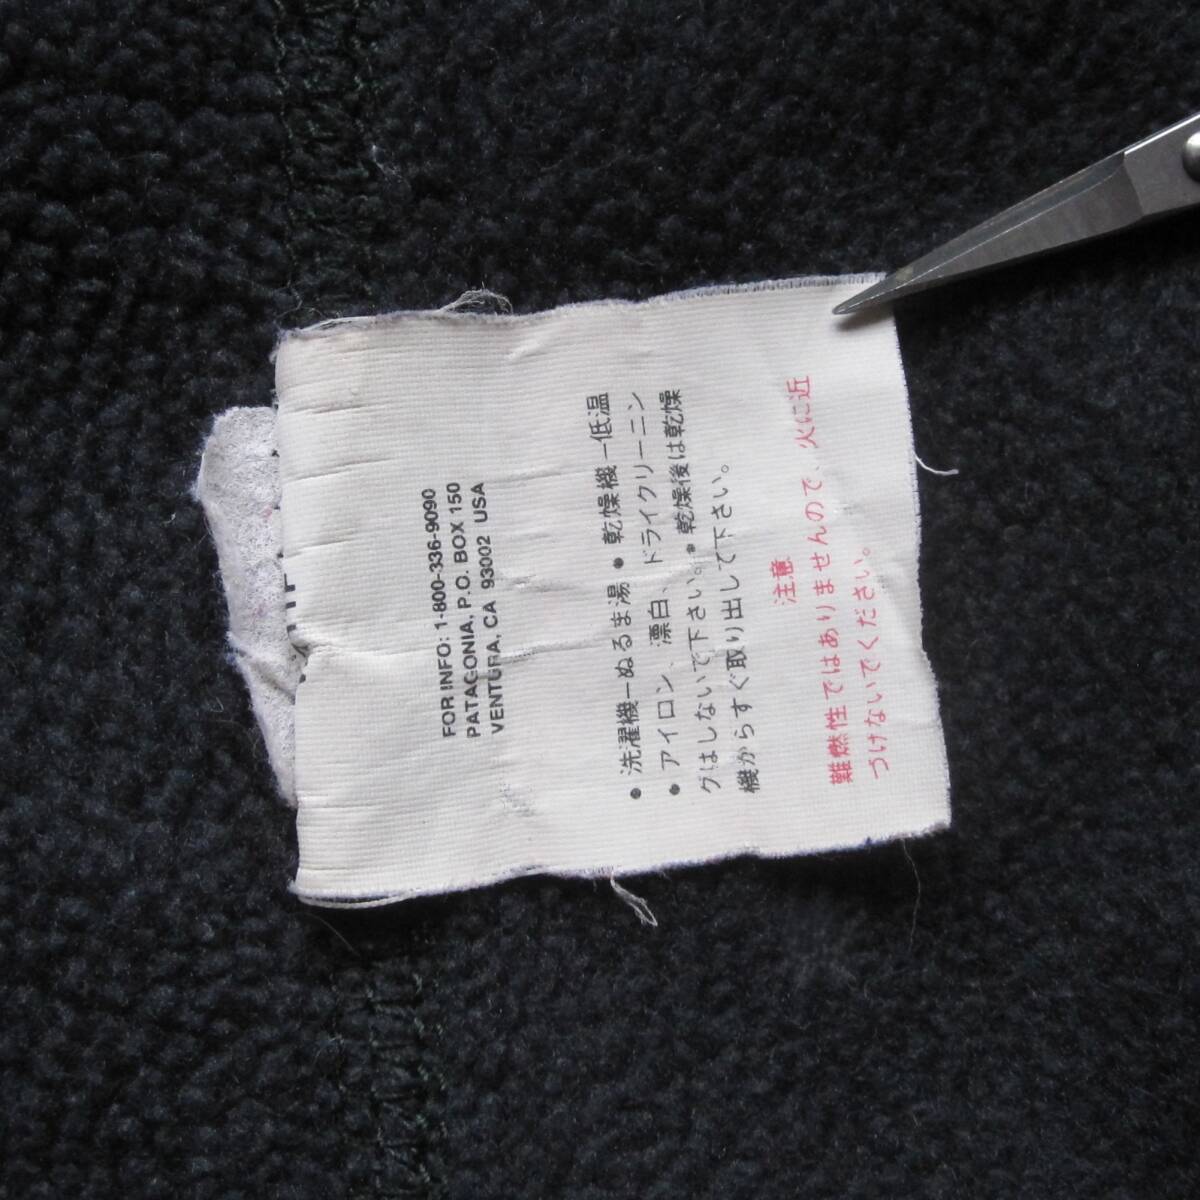 FOR INFO: 1-800-336-9090
PATAGONIA, P.O. BOX 150
VENTURA, CA 93002 USA
● 洗濯機ーぬるま湯 ● 乾燥機ー低温
● アイロン、漂白、ドライクリーニン
グはしないで下さい。● 乾燥後は乾燥
機からすぐ取り出して下さい。
注意
難燃性ではありませんので、火に近
づけないでください。